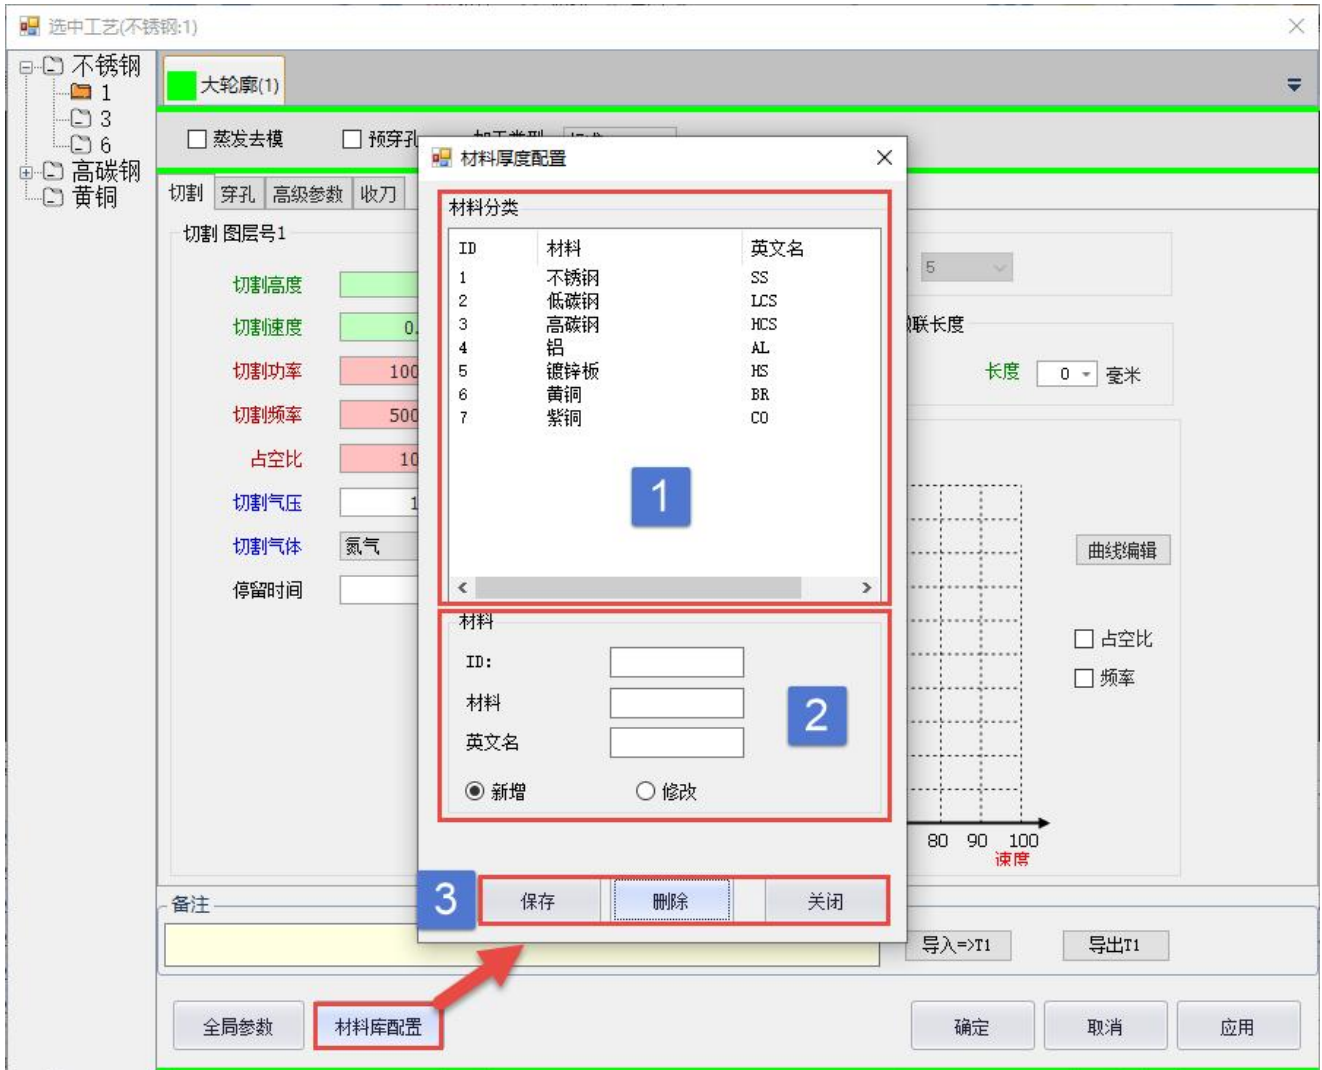 选中工艺(不锈钢:1)
不锈钢
1
3
6
高碳钢
黄铜
大轮廓(1)
蒸发去模
预穿孔
切割
穿孔
高级参数
收刀
切割 图层号1
切割高度
切割速度
0.
切割功率
100
切割频率
500
占空比
10
切割气压
1
切割气体
氮气
停留时间
材料厚度配置
材料分类
ID 材料 英文名
1 不锈钢 SS
2 低碳钢 LCS
3 高碳钢 HCS
4 铝 AL
5 镀锌板 HS
6 黄铜 BR
7 紫铜 CO
1
材料
ID:
材料
英文名
2
新增
修改
3
保存
删除
关闭
5
联长度
长度 0 毫米
曲线编辑
占空比
频率
80 90 100
速度
备注
导入=>T1
导出T1
全局参数
材料库配置
确定
取消
应用